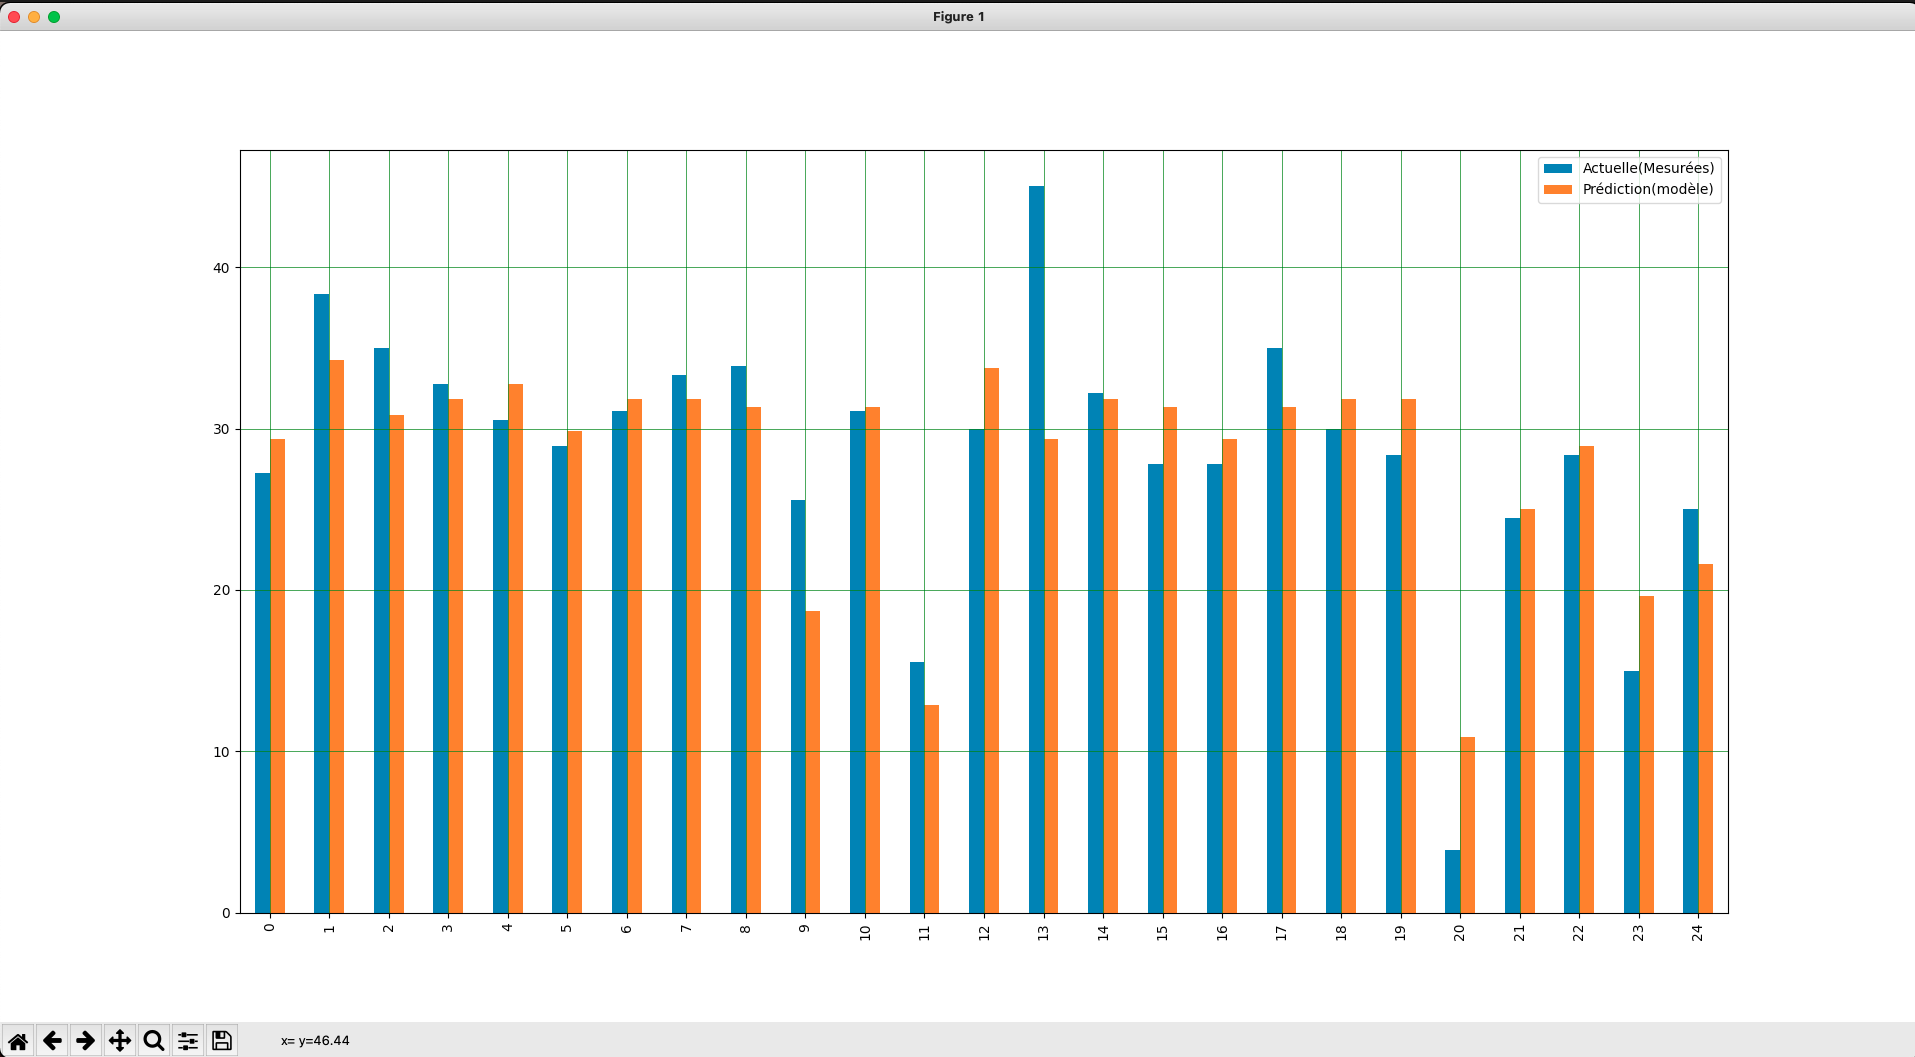 Figure 1
Actuelle(Mesurées)
Prédiction(modèle)
40
30
20
10
0
0 1 2 3 4 5 6 7 8 9 10 11 12 13 14 15 16 17 18 19 20 21 22 23 24
x= y=46.44